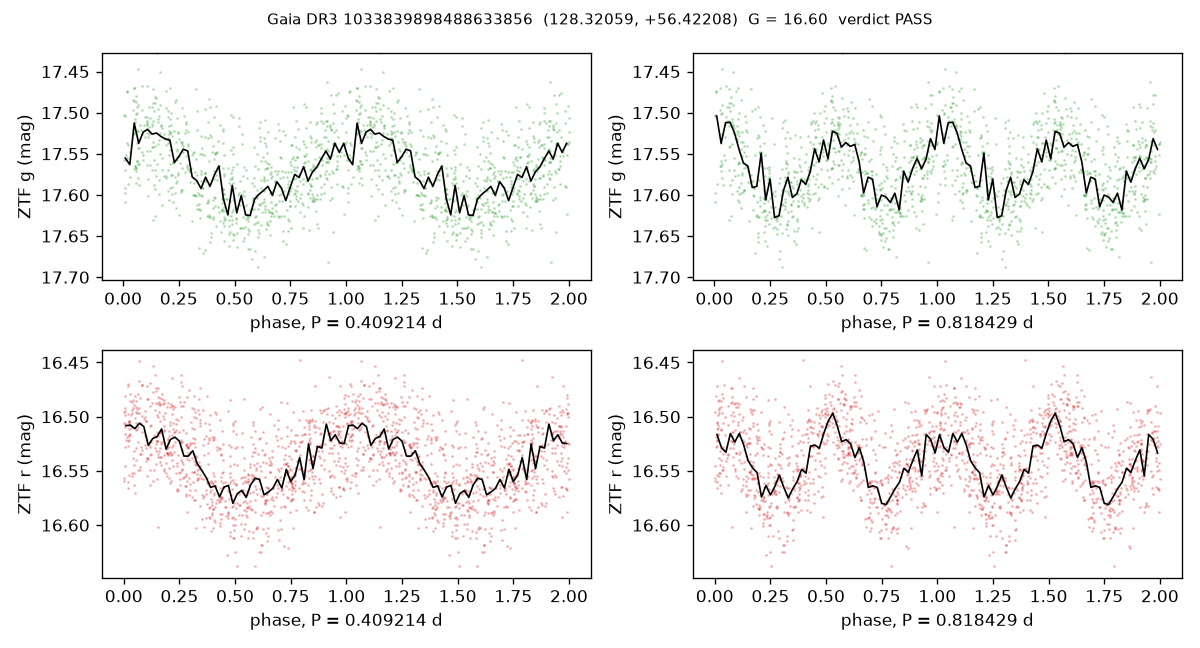 Gaia DR3 1033839898488633856  (128.32059, +56.42208)  G = 16.60  verdict PASS
ZTF g (mag)
17.45
17.50
17.55
17.60
17.65
17.70
0.00 0.25 0.50 0.75 1.00 1.25 1.50 1.75 2.00
phase, P = 0.409214 d
ZTF g (mag)
17.45
17.50
17.55
17.60
17.65
17.70
0.00 0.25 0.50 0.75 1.00 1.25 1.50 1.75 2.00
phase, P = 0.818429 d
ZTF r (mag)
16.45
16.50
16.55
16.60
0.00 0.25 0.50 0.75 1.00 1.25 1.50 1.75 2.00
phase, P = 0.409214 d
ZTF r (mag)
16.45
16.50
16.55
16.60
0.00 0.25 0.50 0.75 1.00 1.25 1.50 1.75 2.00
phase, P = 0.818429 d